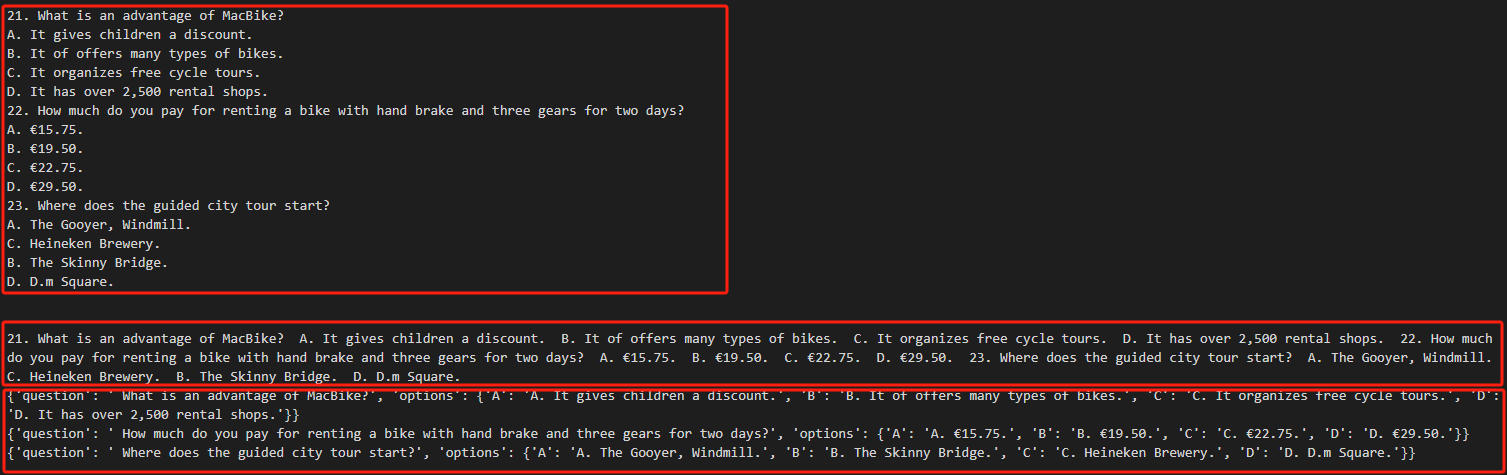 21. What is an advantage of MacBike?
A. It gives children a discount.
B. It of offers many types of bikes.
C. It organizes free cycle tours.
D. It has over 2,500 rental shops.
22. How much do you pay for renting a bike with hand brake and three gears for two days?
A. €15.75.
B. €19.50.
C. €22.75.
D. €29.50.
23. Where does the guided city tour start?
A. The Gooyer, Windmill.
C. Heineken Brewery.
B. The Skinny Bridge.
D. D.m Square.
21. What is an advantage of MacBike?  A. It gives children a discount.  B. It of offers many types of bikes.  C. It organizes free cycle tours.  D. It has over 2,500 rental shops.  22. How much
do you pay for renting a bike with hand brake and three gears for two days?  A. €15.75.  B. €19.50.  C. €22.75.  D. €29.50.  23. Where does the guided city tour start?  A. The Gooyer, Windmill.
C. Heineken Brewery.  B. The Skinny Bridge.  D. D.m Square.
{'question': ' What is an advantage of MacBike?', 'options': {'A': 'A. It gives children a discount.', 'B': 'B. It of offers many types of bikes.', 'C': 'C. It organizes free cycle tours.', 'D':
'D. It has over 2,500 rental shops.'}}
{'question': ' How much do you pay for renting a bike with hand brake and three gears for two days?', 'options': {'A': 'A. €15.75.', 'B': 'B. €19.50.', 'C': 'C. €22.75.', 'D': 'D. €29.50.'}}
{'question': ' Where does the guided city tour start?', 'options': {'A': 'A. The Gooyer, Windmill.', 'B': 'B. The Skinny Bridge.', 'C': 'C. Heineken Brewery.', 'D': 'D. D.m Square.'}}